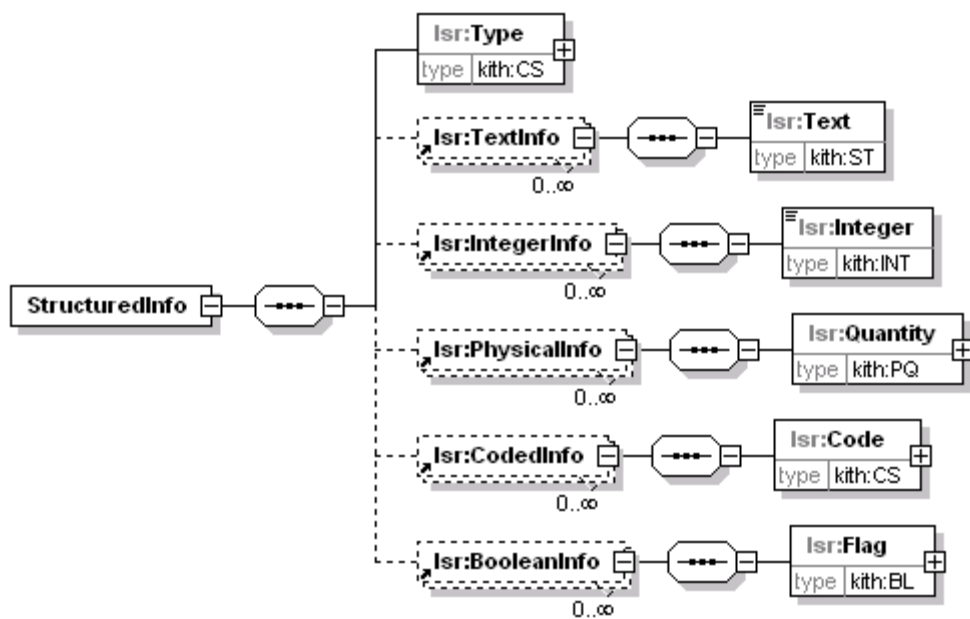 lsr:Type
type kith:CS
lsr:TextInfo
0..∞
lsr:Text
type kith:ST
lsr:IntegerInfo
0..∞
lsr:Integer
type kith:INT
StructuredInfo
lsr:PhysicalInfo
0..∞
lsr:Quantity
type kith:PQ
lsr:CodedInfo
0..∞
lsr:Code
type kith:CS
lsr:BooleanInfo
0..∞
lsr:Flag
type kith:BL